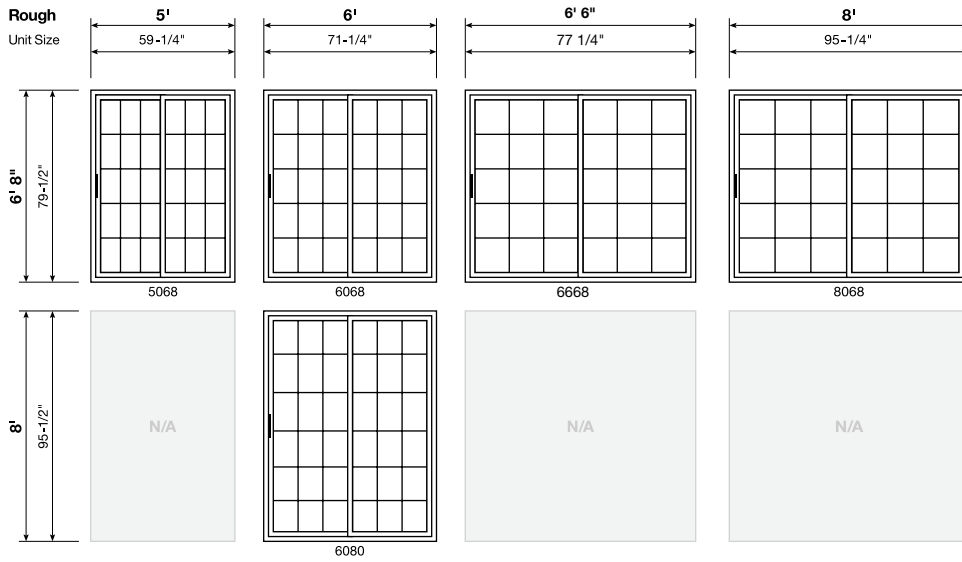 Rough 5' 6' 6' 6" 8'
Unit Size 59-1/4" 71-1/4" 77 1/4" 95-1/4"
6' 8"
79-1/2"
5068 6068 6668 8068
8'
95-1/2"
N/A N/A N/A
6080